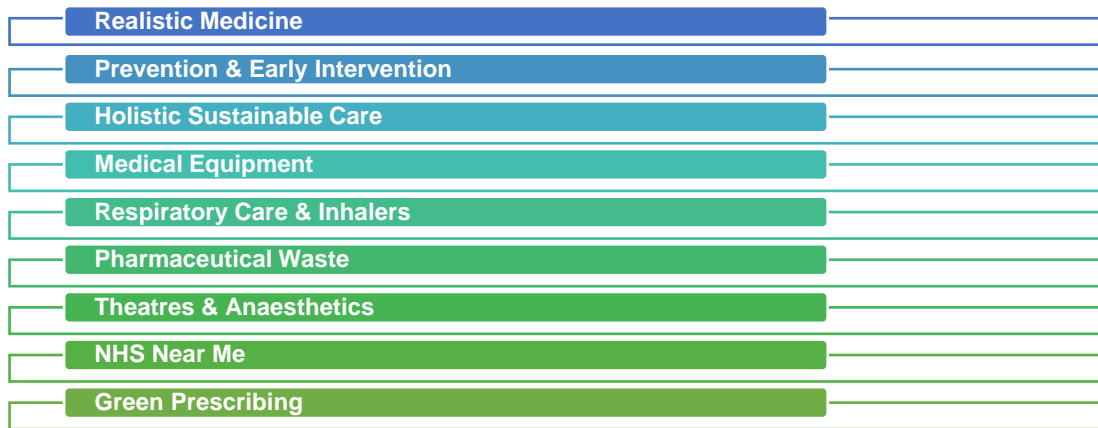 Realistic Medicine
Prevention & Early Intervention
Holistic Sustainable Care
Medical Equipment
Respiratory Care & Inhalers
Pharmaceutical Waste
Theatres & Anaesthetics
NHS Near Me
Green Prescribing